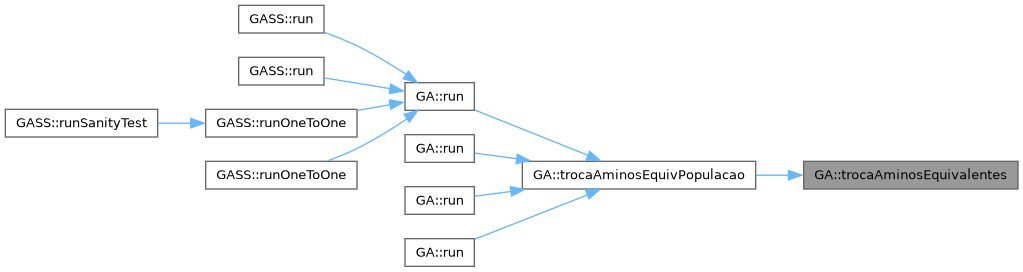 GASS::run
GASS::run
GA::run
GASS::runSanityTest
GASS::runOneToOne
GA::run
GASS::runOneToOne
GA::trocaAminosEquivPopulacao
GA::trocaAminosEquivalentes
GA::run
GA::run